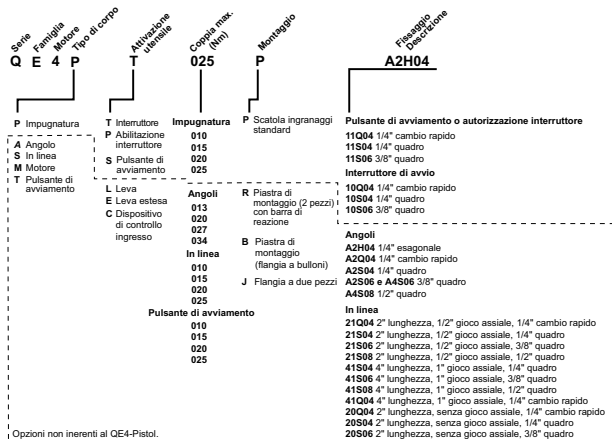 Serie
Famiglia
Motore
Tipo di corpo
Attivazione
utensile
Coppia max.
(Nm)
Montaggio
Fissaggio
Descrizione
Q E 4 P T 025 P A2H04
P Impugnatura
A Angolo
S In linea
M Motore
T Pulsante di
avviamento
T Interruttore
P Abilitazione
interruttore
S Pulsante di
avviamento
L Leva
E Leva estesa
C Dispositivo
di controllo
ingresso
Impugnatura
010
015
020
025
Angoli
013
020
027
034
In linea
010
015
020
025
Pulsante di avviamento
010
015
020
025
P Scatola ingranaggi
standard
R Piastra di
montaggio (2 pezzi)
con barra di
reazione
B Piastra di
montaggio
(flangia a bulloni)
J Flangia a due pezzi
Pulsante di avviamento o autorizzazione interruttore
11Q04 1/4" cambio rapido
11S04 1/4" quadro
11S06 3/8" quadro
Interruttore di avvio
10Q04 1/4" cambio rapido
10S04 1/4" quadro
10S06 3/8" quadro
Angoli
A2H04 1/4" esagonale
A2Q04 1/4" cambio rapido
A2S04 1/4" quadro
A2S06 e A4S06 3/8" quadro
A4S08 1/2" quadro
In linea
21Q04 2" lunghezza, 1/2" gioco assiale, 1/4" cambio rapido
21S04 2" lunghezza, 1/2" gioco assiale, 1/4" quadro
21S06 2" lunghezza, 1/2" gioco assiale, 3/8" quadro
21S08 2" lunghezza, 1/2" gioco assiale, 1/2" quadro
41S04 4" lunghezza, 1" gioco assiale, 1/4" quadro
41S06 4" lunghezza, 1" gioco assiale, 3/8" quadro
41S08 4" lunghezza, 1" gioco assiale, 1/2" quadro
41Q04 4" lunghezza, 1" gioco assiale, 1/4" cambio rapido
20Q04 2" lunghezza, senza gioco assiale, 1/4" cambio rapido
20S04 2" lunghezza, senza gioco assiale, 1/4" quadro
20S06 2" lunghezza, senza gioco assiale, 3/8" quadro
Opzioni non inerenti al QE4-Pistol.